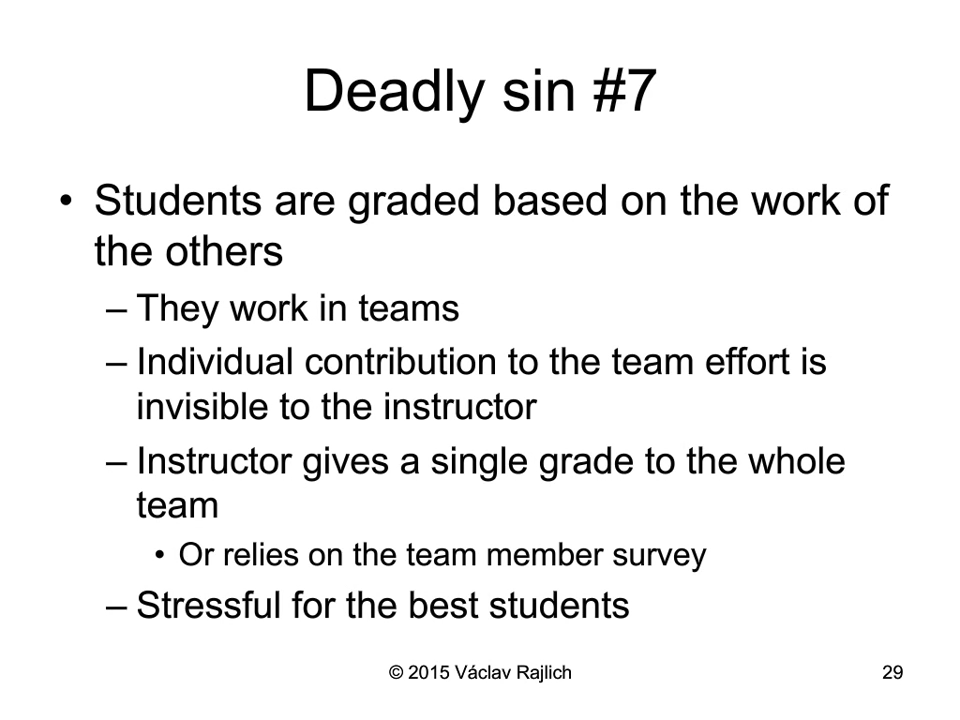 Deadly sin #7
• Students are graded based on the work of
the others
– They work in teams
– Individual contribution to the team effort is
invisible to the instructor
– Instructor gives a single grade to the whole
team
• Or relies on the team member survey
– Stressful for the best students
© 2015 Václav Rajlich 29